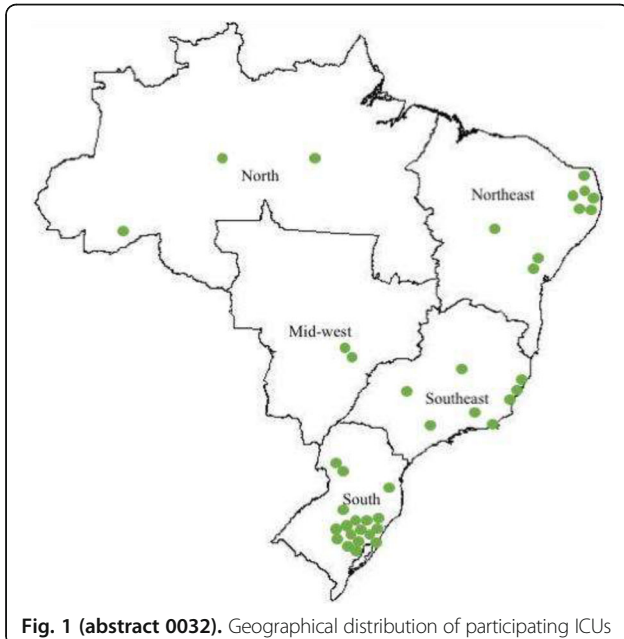 North
Northeast
Mid-west
Southeast
South
Fig. 1 (abstract 0032). Geographical distribution of participating ICUs